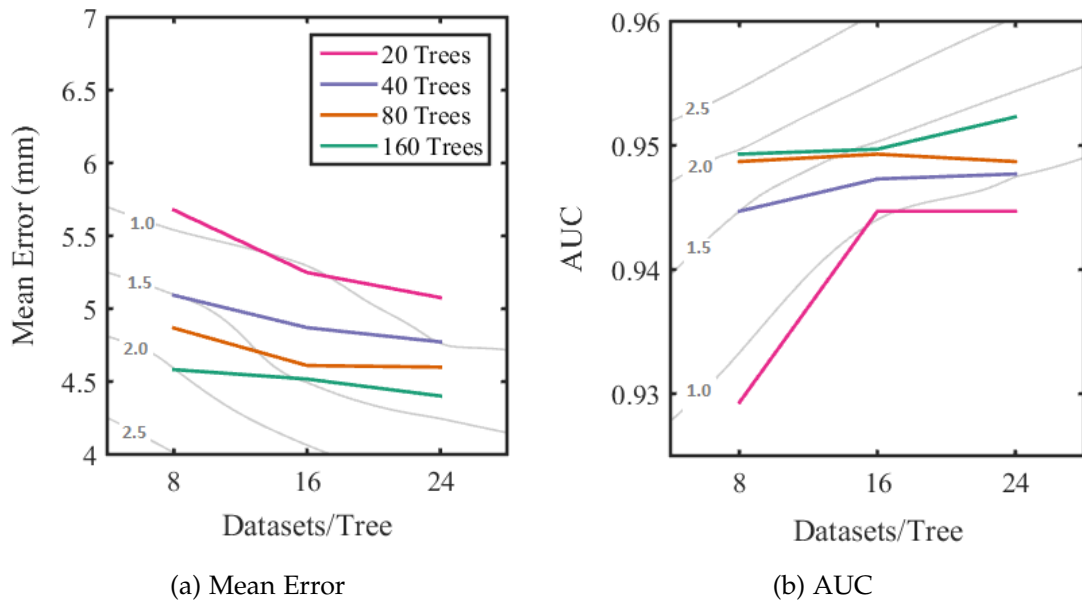 7
6.5
6
5.5
5
4.5
4
Mean Error (mm)
20 Trees
40 Trees
80 Trees
160 Trees
1.0
1.5
2.0
2.5
8 16 24
Datasets/Tree
(a) Mean Error
0.96
0.95
0.94
0.93
AUC
2.5
2.0
1.5
1.0
8 16 24
Datasets/Tree
(b) AUC